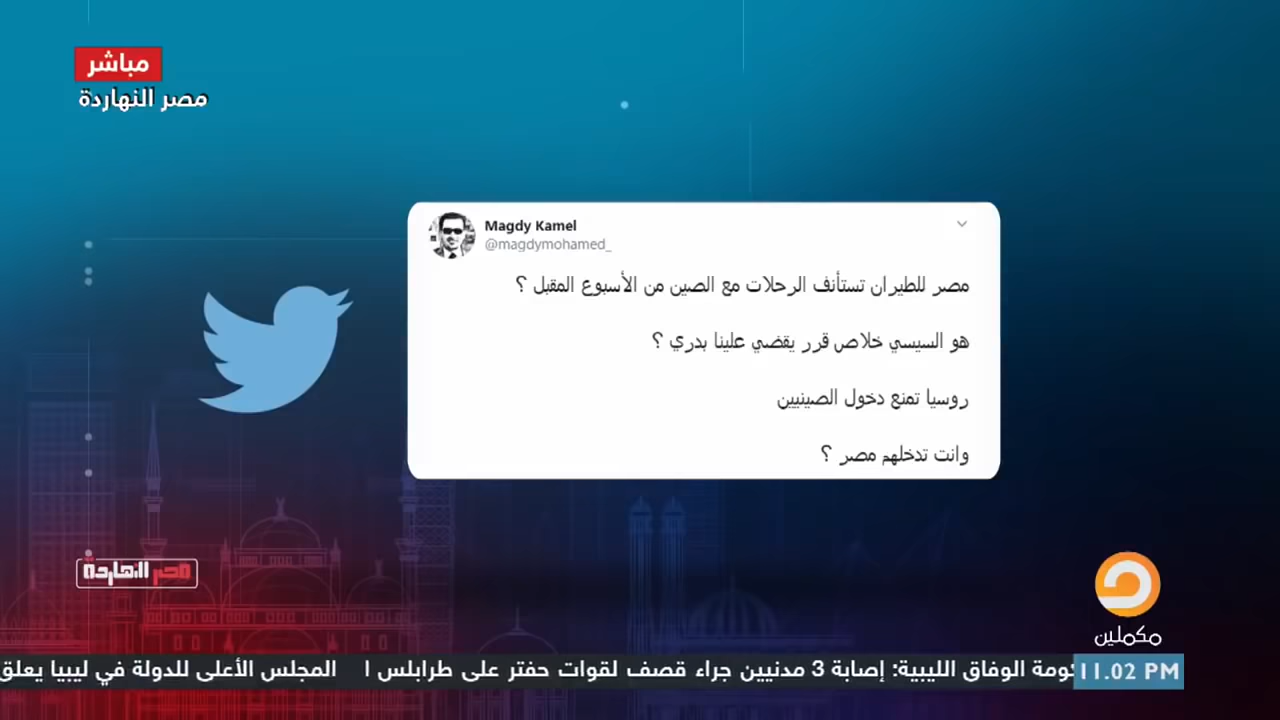 مباشر
مصر النهاردة
Magdy Kamel
@magdymohamed_
مصر للطيران تستأنف الرحلات مع الصين من الأسبوع المقبل ؟
هو السيسي خلاص قرر يقضي علينا بدري ؟
روسيا تمنع دخول الصينيين
وانت تدخلهم مصر ؟
مصر النهاردة
مكملين
كومة الوفاق الليبية: إصابة 3 مدنيين جراء قصف لقوات حفتر على طرابلس ا المجلس الأعلى للدولة في ليبيا يعلق
11.02 PM